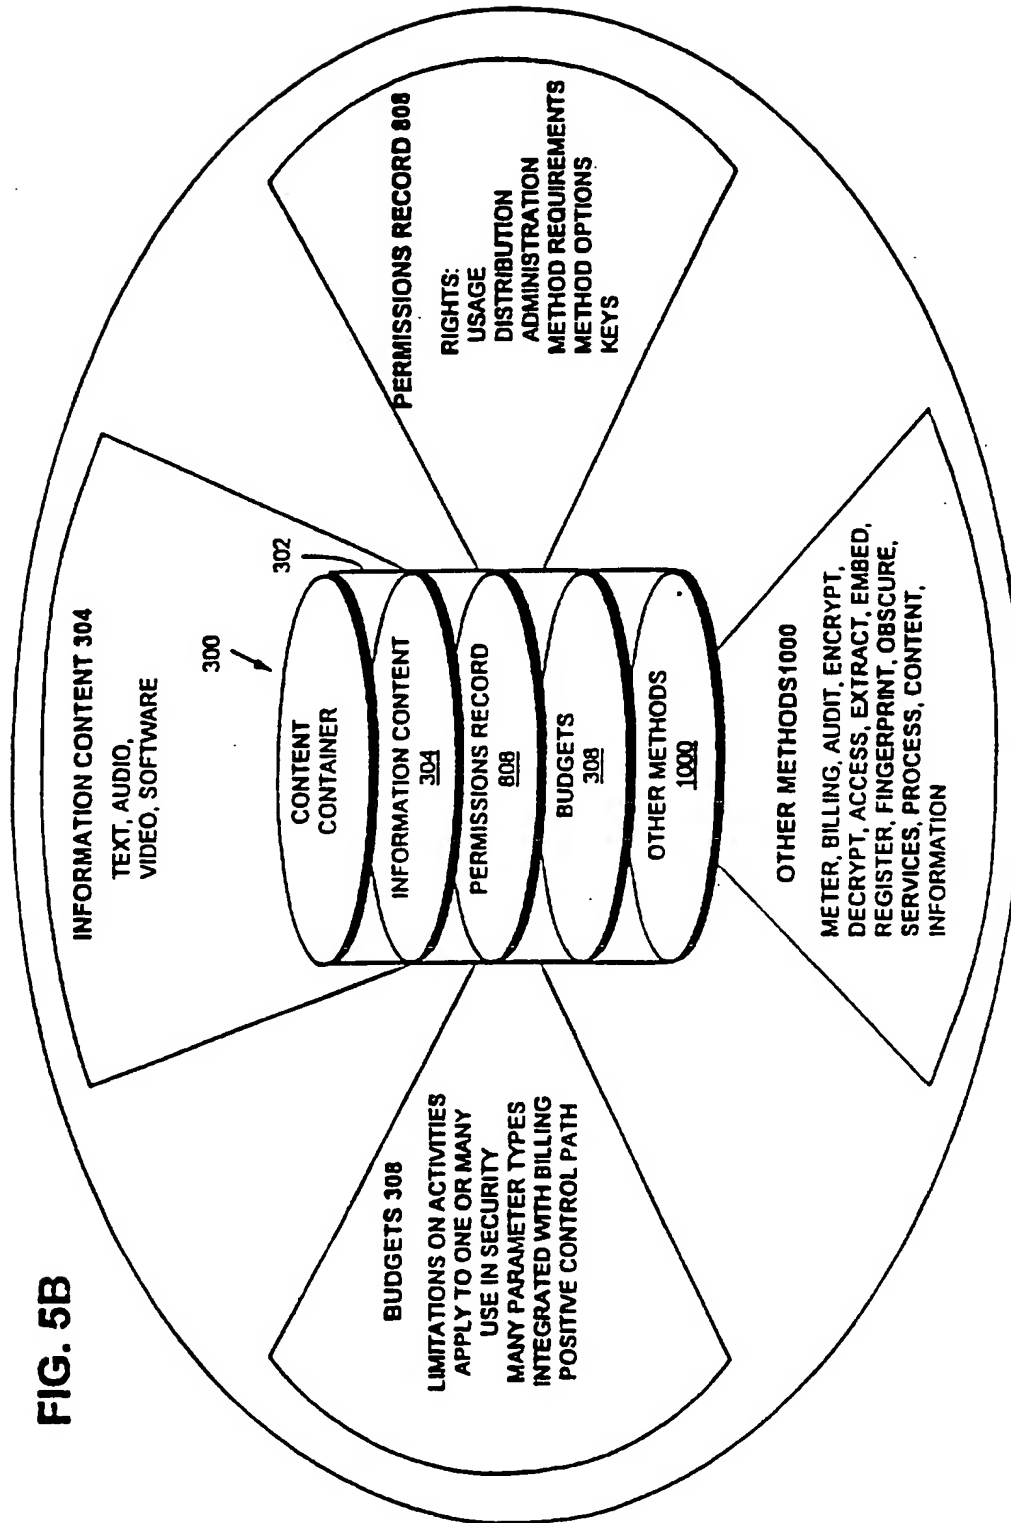 FIG. 5B
INFORMATION CONTENT 304
TEXT, AUDIO,
VIDEO, SOFTWARE
300
302
CONTENT
CONTAINER
INFORMATION CONTENT
304
PERMISSIONS RECORD
808
BUDGETS
308
OTHER METHODS
1000
BUDGETS 308
LIMITATIONS ON ACTIVITIES
APPLY TO ONE OR MANY
USE IN SECURITY
MANY PARAMETER TYPES
INTEGRATED WITH BILLING
POSITIVE CONTROL PATH
PERMISSIONS RECORD 808
RIGHTS:
USAGE
DISTRIBUTION
ADMINISTRATION
METHOD REQUIREMENTS
METHOD OPTIONS
KEYS
OTHER METHODS1000
METER, BILLING, AUDIT, ENCRYPT,
DECRYPT, ACCESS, EXTRACT, EMBED,
REGISTER, FINGERPRINT, OBSCURE,
SERVICES, PROCESS, CONTENT,
INFORMATION